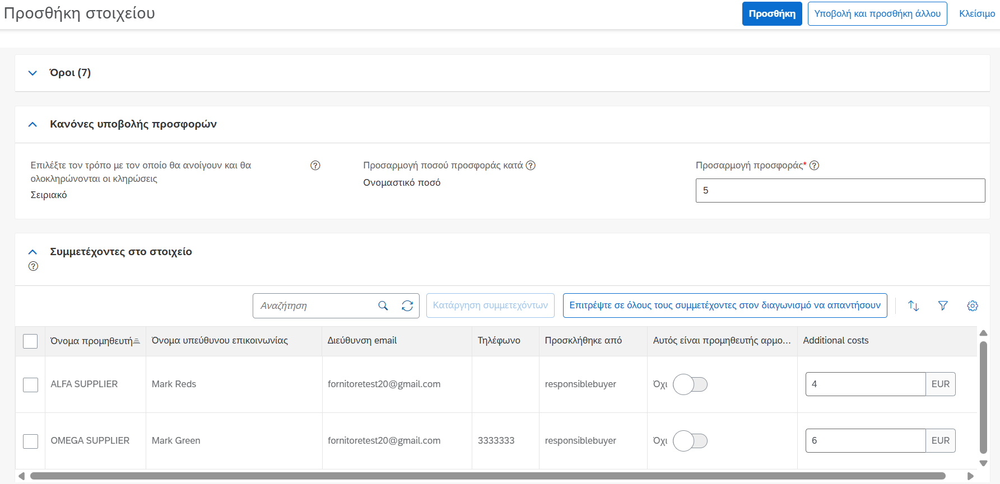 Προσθήκη στοιχείου
Προσθήκη
Υποβολή και προσθήκη άλλου
Κλείσιμο
Όροι (7)
Κανόνες υποβολής προσφορών
Επιλέξτε τον τρόπο με τον οποίο θα ανοίγουν και θα
ολοκληρώνονται οι κληρώσεις
Σειριακό
Προσαρμογή ποσού προσφοράς κατά
Ονομαστικό ποσό
Προσαρμογή προσφοράς*
5
Συμμετέχοντες στο στοιχείο
Αναζήτηση
Κατάργηση συμμετεχόντων
Επιτρέψτε σε όλους τους συμμετέχοντες στον διαγωνισμό να απαντήσουν
Όνομα προμηθευτή Όνομα υπεύθυνου επικοινωνίας Διεύθυνση email Τηλέφωνο Προσκλήθηκε από Αυτός είναι προμηθευτής αρμο... Additional costs
ALFA SUPPLIER Mark Reds fornitoretest20@gmail.com responsiblebuyer Όχι 4 EUR
OMEGA SUPPLIER Mark Green fornitoretest20@gmail.com 3333333 responsiblebuyer Όχι 6 EUR